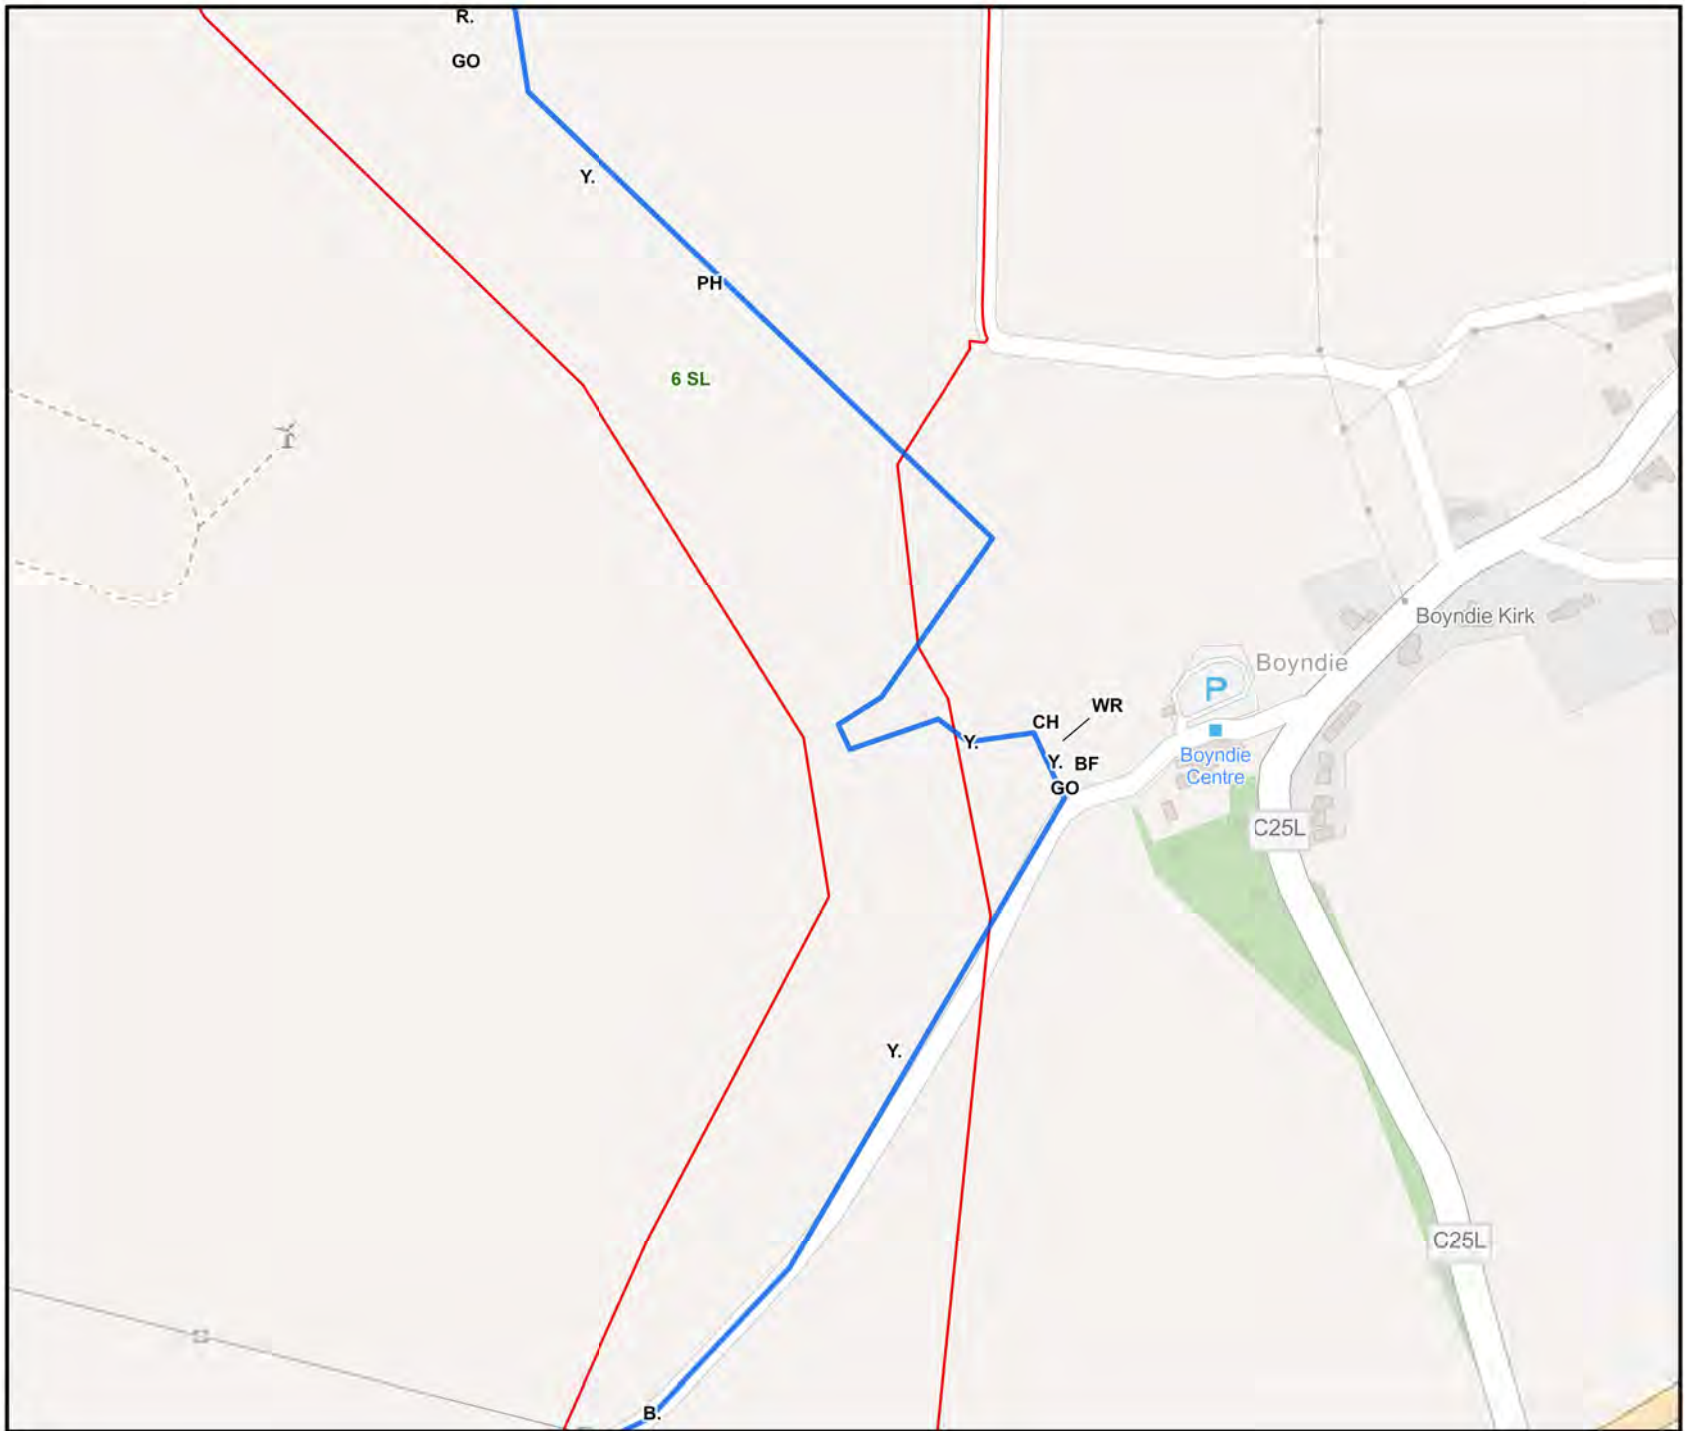 R.
GO
Y.
PH
6 SL
Boyndie Kirk
Boyndie
P
WR
CH
Y.
Boyndie
Centre
Y. BF
GO
C25L
Y.
C25L
B.